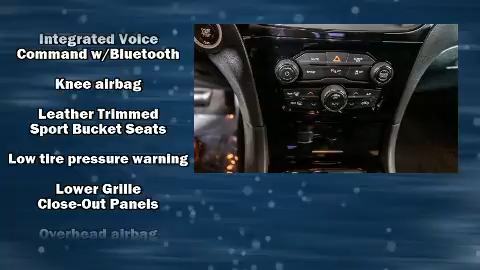 Integrated Voice
Command w/Bluetooth
Knee airbag
Leather Trimmed
Sport Bucket Seats
Low tire pressure warning
Lower Grille
Close-Out Panels
Overhead airbag